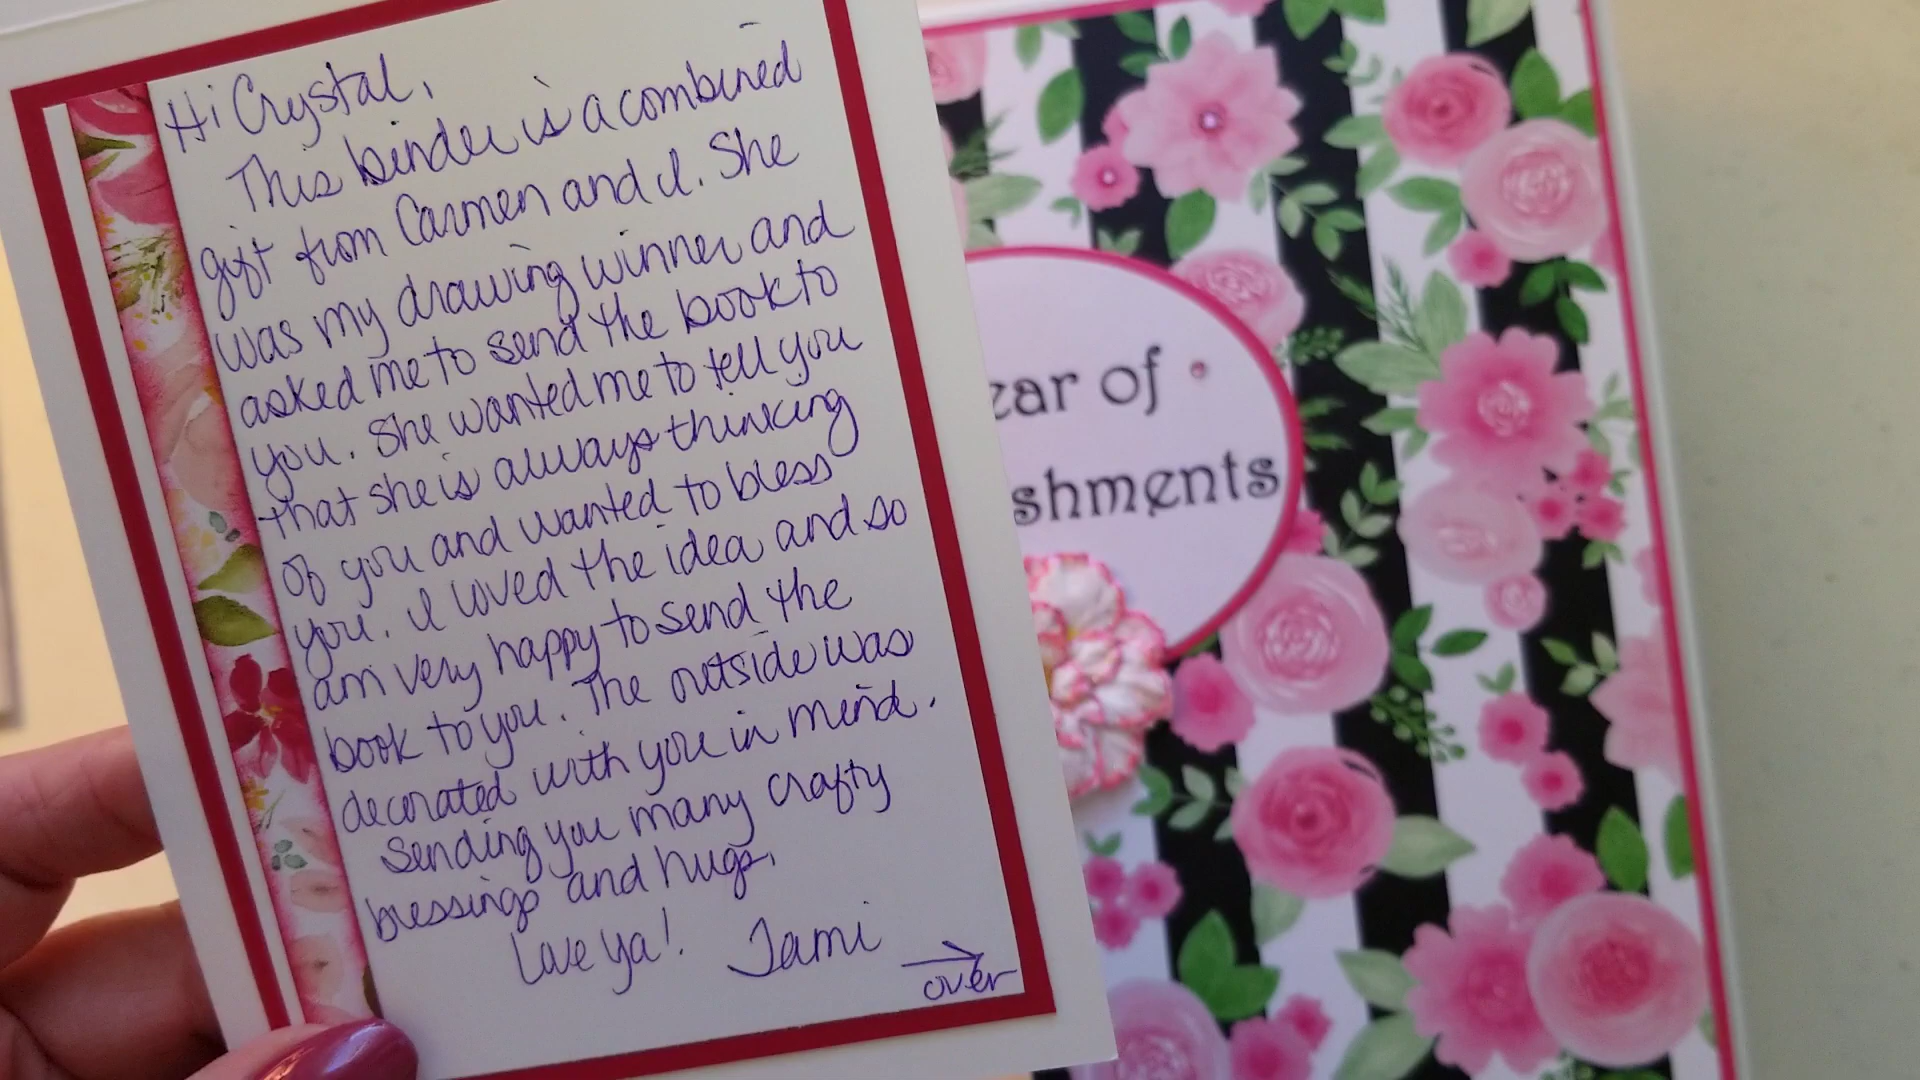 Hi Crystal,
This binder is a combined
gift from Carmen and I. She
was my drawing winner and
asked me to send the book to
you. She wanted me to tell you
that she is always thinking
of you and wanted to bless
you. I loved the idea and so
am very happy to send the
book to you. The outside was
decorated with you in mind.
Sending you many crafty
blessings and hugs.
Love ya! Tami
over
ear of
shments